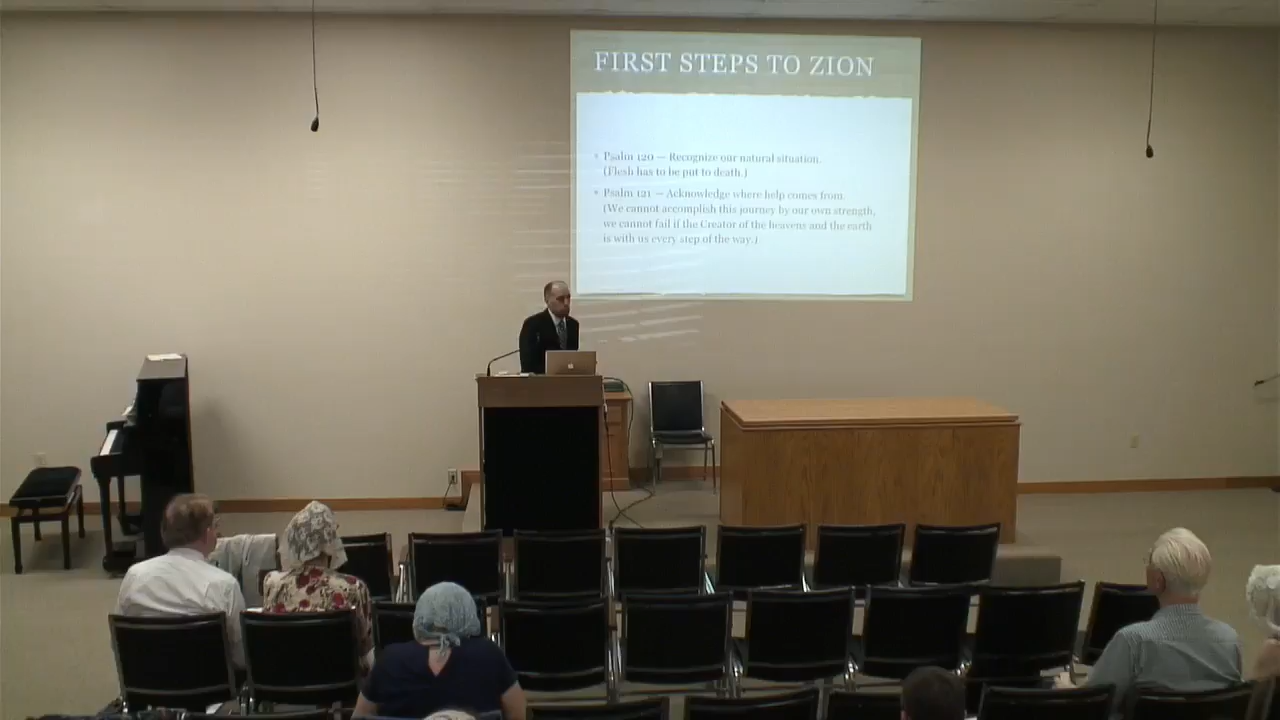 FIRST STEPS TO ZION
• Psalm 120 — Recognize our natural situation.
(Flesh has to be put to death.)
• Psalm 121 — Acknowledge where help comes from.
(We cannot accomplish this journey by our own strength,
we cannot fail if the Creator of the heavens and the earth
is with us every step of the way.)